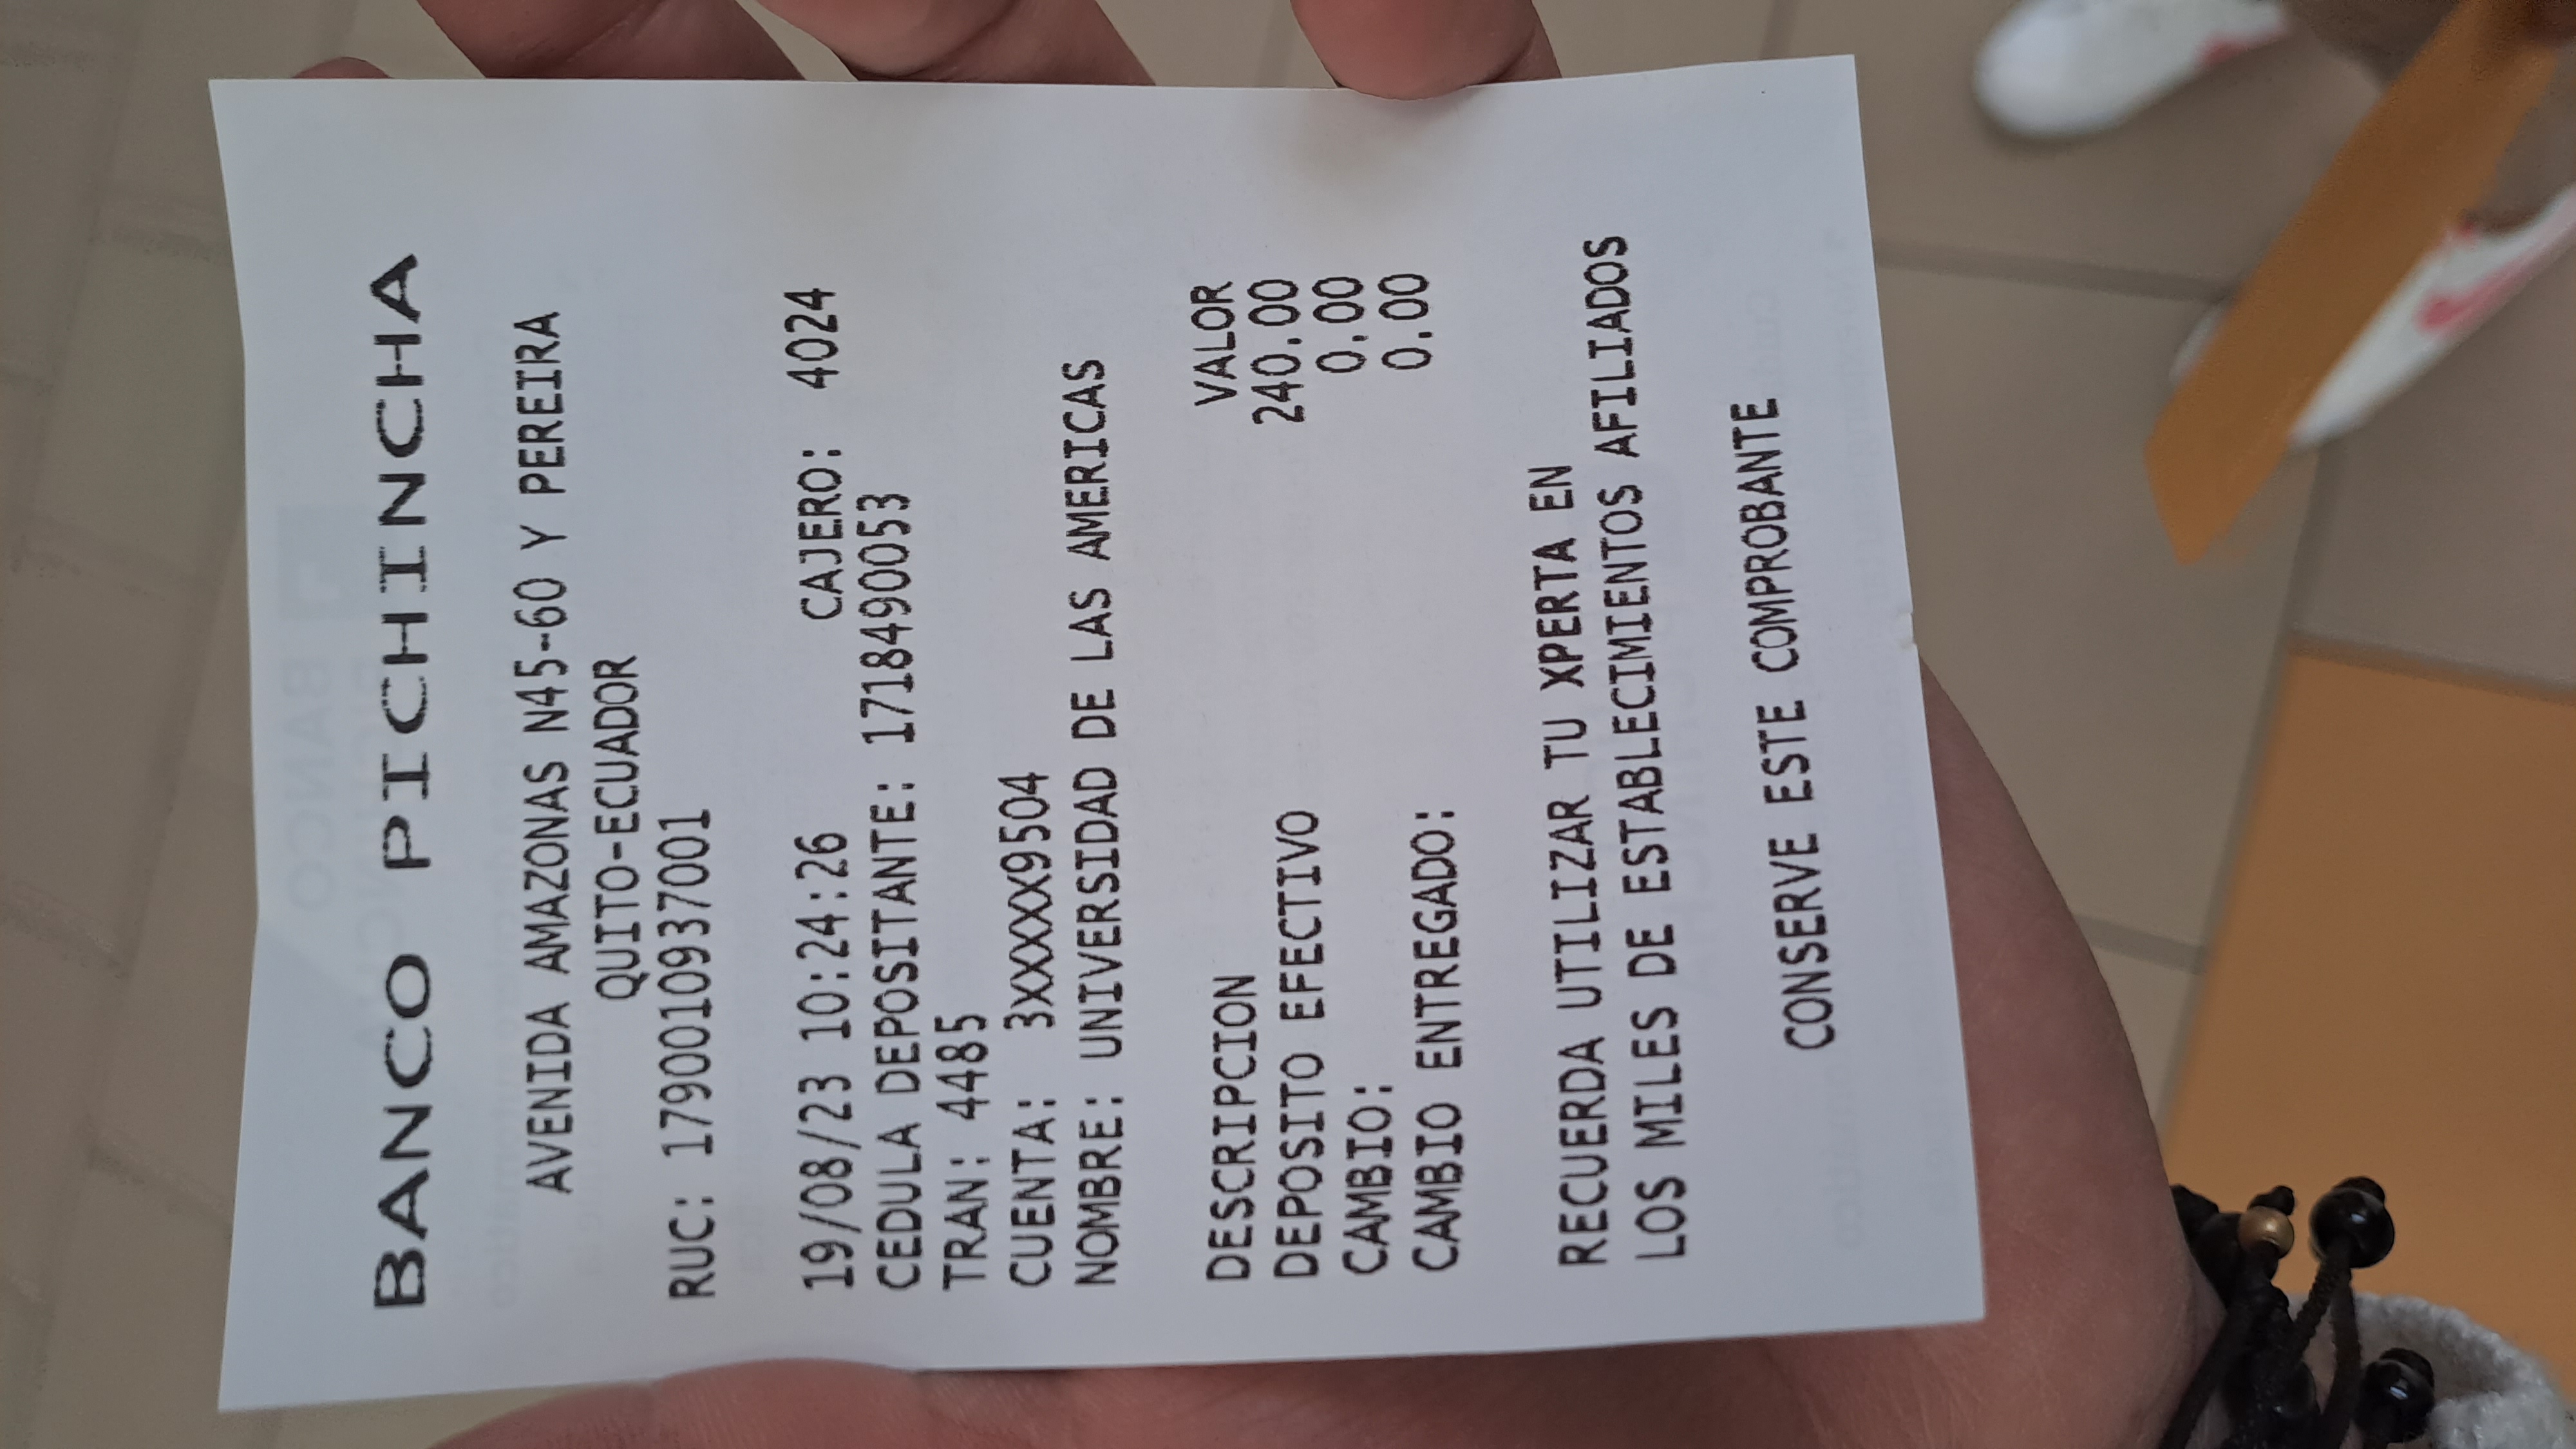 BANCO PICHINCHA
AVENIDA AMAZONAS N45-60 Y PEREIRA
QUITO-ECUADOR
RUC: 1790010937001
19/08/23 10:24:26 CAJERO: 4024
CEDULA DEPOSITANTE: 1718490053
TRAN: 4485
CUENTA: 3XXXXX9504
NOMBRE: UNIVERSIDAD DE LAS AMERICAS
DESCRIPCION VALOR
DEPOSITO EFECTIVO 240.00
CAMBIO: 0.00
CAMBIO ENTREGADO: 0.00
RECUERDA UTILIZAR TU XPERTA EN
LOS MILES DE ESTABLECIMIENTOS AFILIADOS
CONSERVE ESTE COMPROBANTE